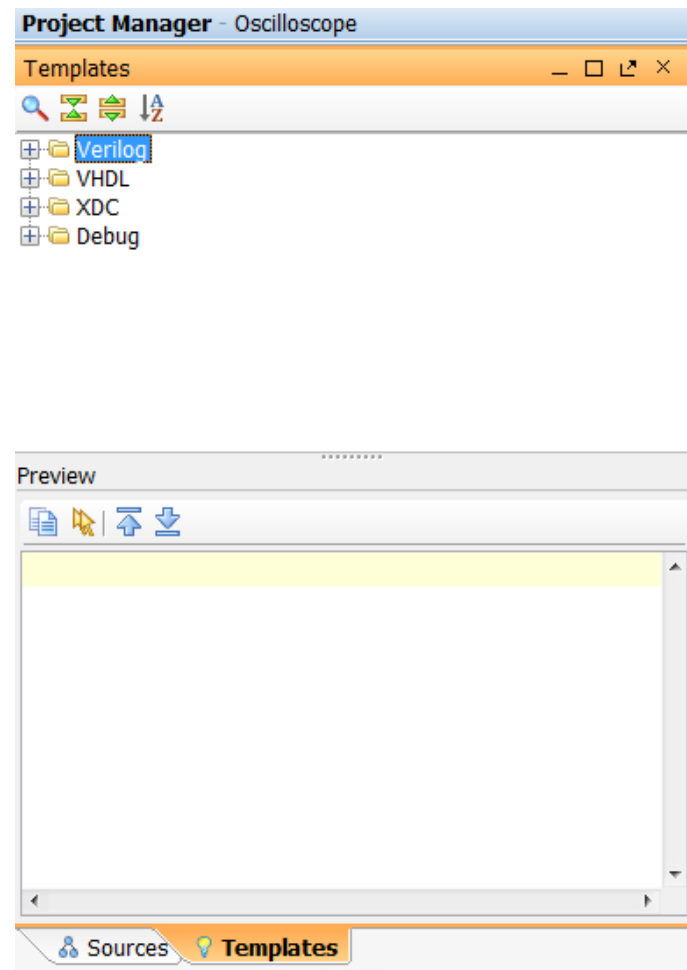 Project Manager - Oscilloscope
Templates
Verilog
VHDL
XDC
Debug
Preview
Sources Templates